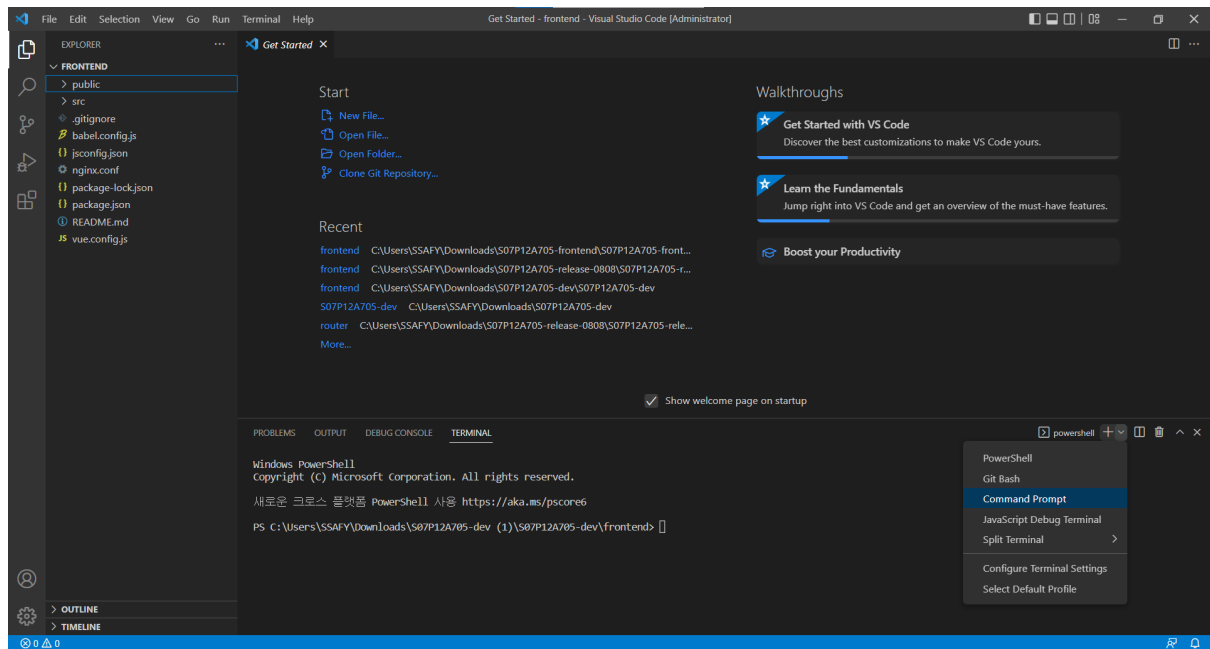 File Edit Selection View Go Run Terminal Help
Get Started - frontend - Visual Studio Code [Administrator]
EXPLORER
FRONTEND
public
src
.gitignore
babel.config.js
jsconfig.json
nginx.conf
package-lock.json
package.json
README.md
vue.config.js
OUTLINE
TIMELINE
Get Started
Start
New File...
Open File...
Open Folder...
Clone Git Repository...
Recent
frontend C:\Users\SSAFY\Downloads\S07P12A705-frontend\S07P12A705-front...
frontend C:\Users\SSAFY\Downloads\S07P12A705-release-0808\S07P12A705-r...
frontend C:\Users\SSAFY\Downloads\S07P12A705-dev\S07P12A705-dev
S07P12A705-dev C:\Users\SSAFY\Downloads\S07P12A705-dev
router C:\Users\SSAFY\Downloads\S07P12A705-release-0808\S07P12A705-rele...
More...
Walkthroughs
Get Started with VS Code
Discover the best customizations to make VS Code yours.
Learn the Fundamentals
Jump right into VS Code and get an overview of the must-have features.
Boost your Productivity
Show welcome page on startup
PROBLEMS OUTPUT DEBUG CONSOLE TERMINAL
powershell
Windows PowerShell
Copyright (C) Microsoft Corporation. All rights reserved.
새로운 크로스 플랫폼 PowerShell 사용 https://aka.ms/pscore6
PS C:\Users\SSAFY\Downloads\S07P12A705-dev (1)\S07P12A705-dev\frontend>
PowerShell
Git Bash
Command Prompt
JavaScript Debug Terminal
Split Terminal
Configure Terminal Settings
Select Default Profile
0 0